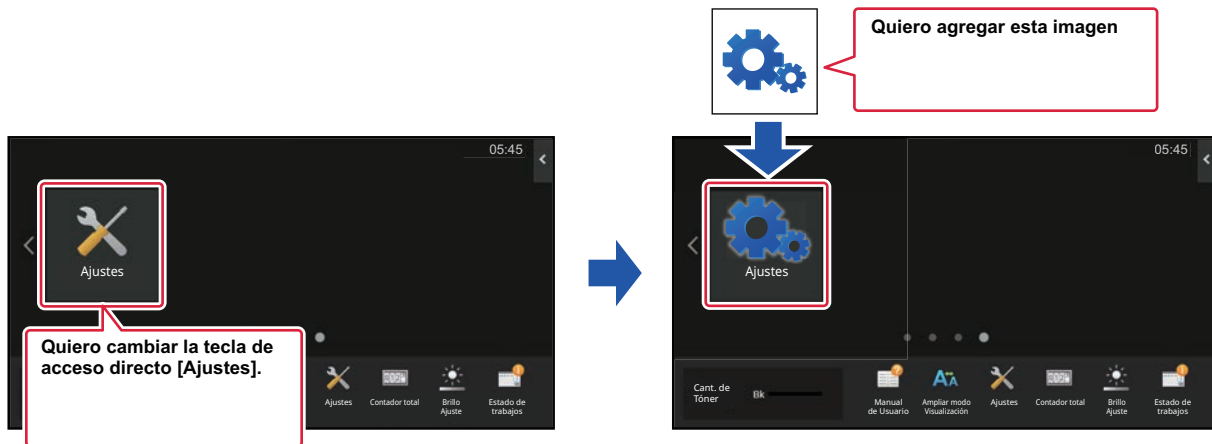 Quiero agregar esta imagen
05:45
Ajustes
Quiero cambiar la tecla de
acceso directo [Ajustes].
Ajustes
Contador total
Brillo
Ajuste
Estado de
trabajos
05:45
Ajustes
Cant. de
Tóner
Bk
Manual
de Usuario
Ampliar modo
Visualización
Ajustes
Contador total
Brillo
Ajuste
Estado de
trabajos